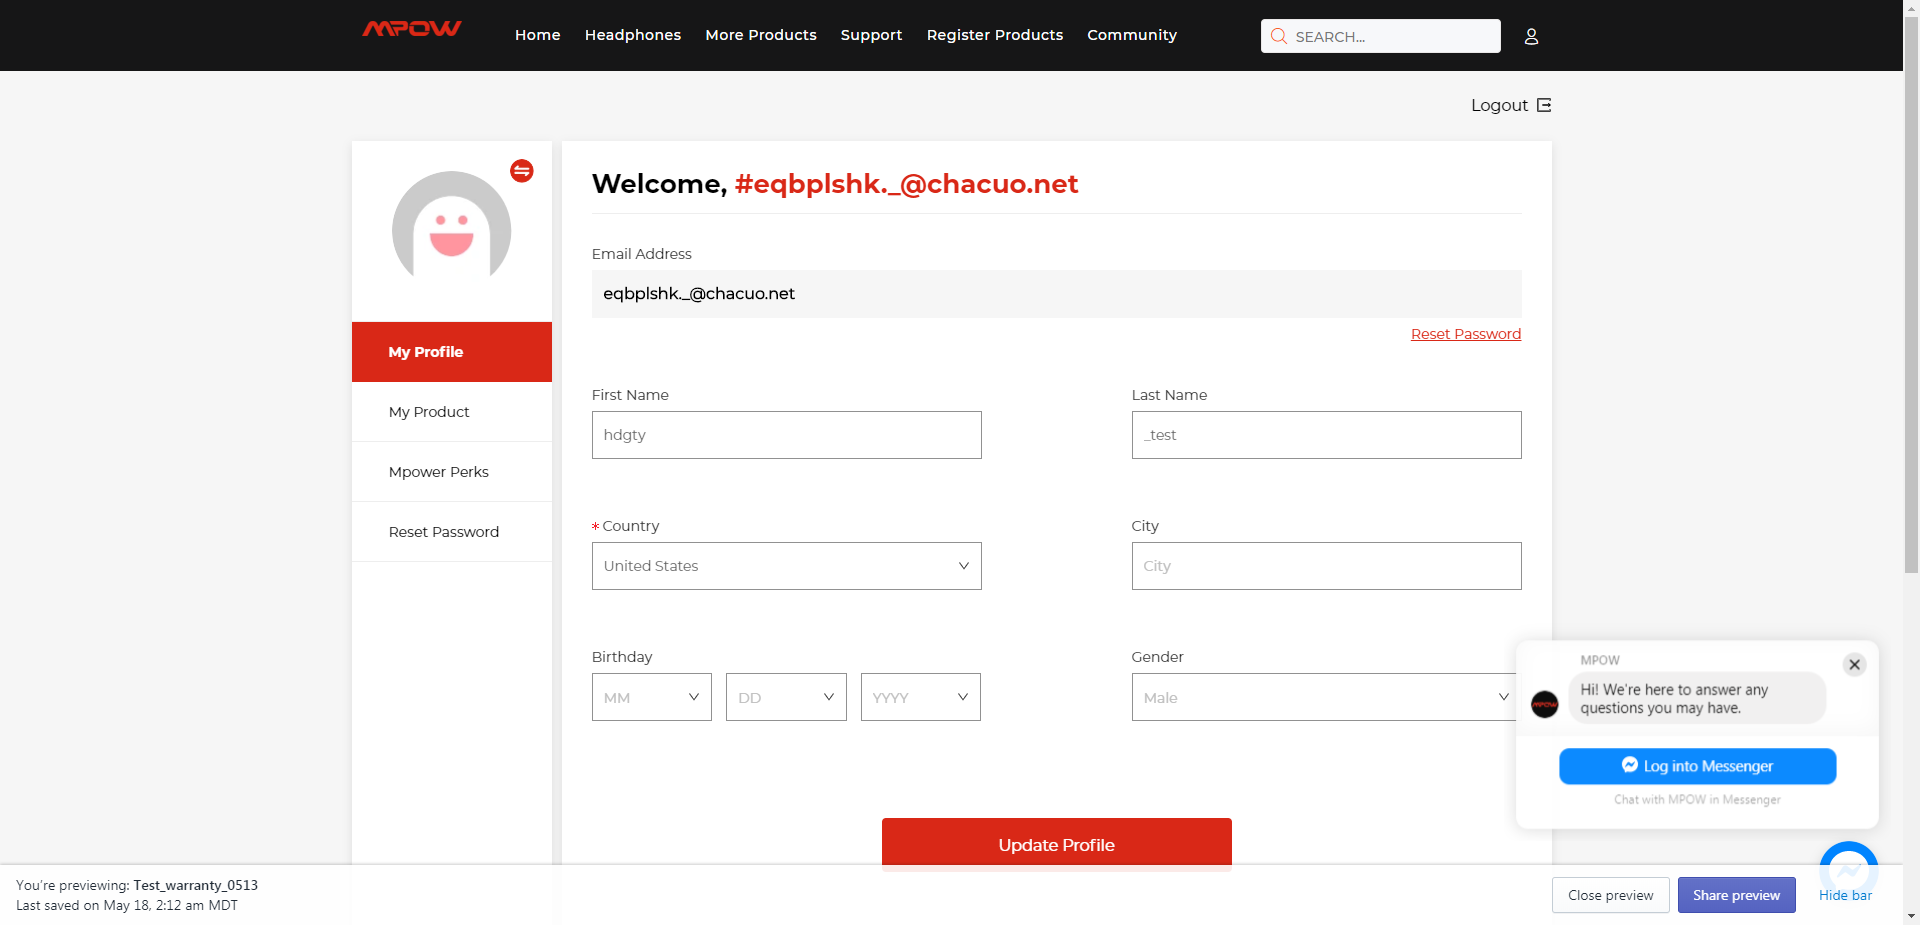 MPOW
Home Headphones More Products Support Register Products Community
SEARCH...
Logout
Welcome, #eqbplshk._@chacuo.net
Email Address
eqbplshk._@chacuo.net
Reset Password
My Profile
My Product
Mpower Perks
Reset Password
First Name Last Name
hdgty _test
* Country City
United States City
Birthday Gender
MM DD YYYY Male
Update Profile
MPOW
Hi! We're here to answer any
questions you may have.
MPOW
Log into Messenger
Chat with MPOW in Messenger
You're previewing: Test_warranty_0513
Last saved on May 18, 2:12 am MDT
Close preview Share preview Hide bar